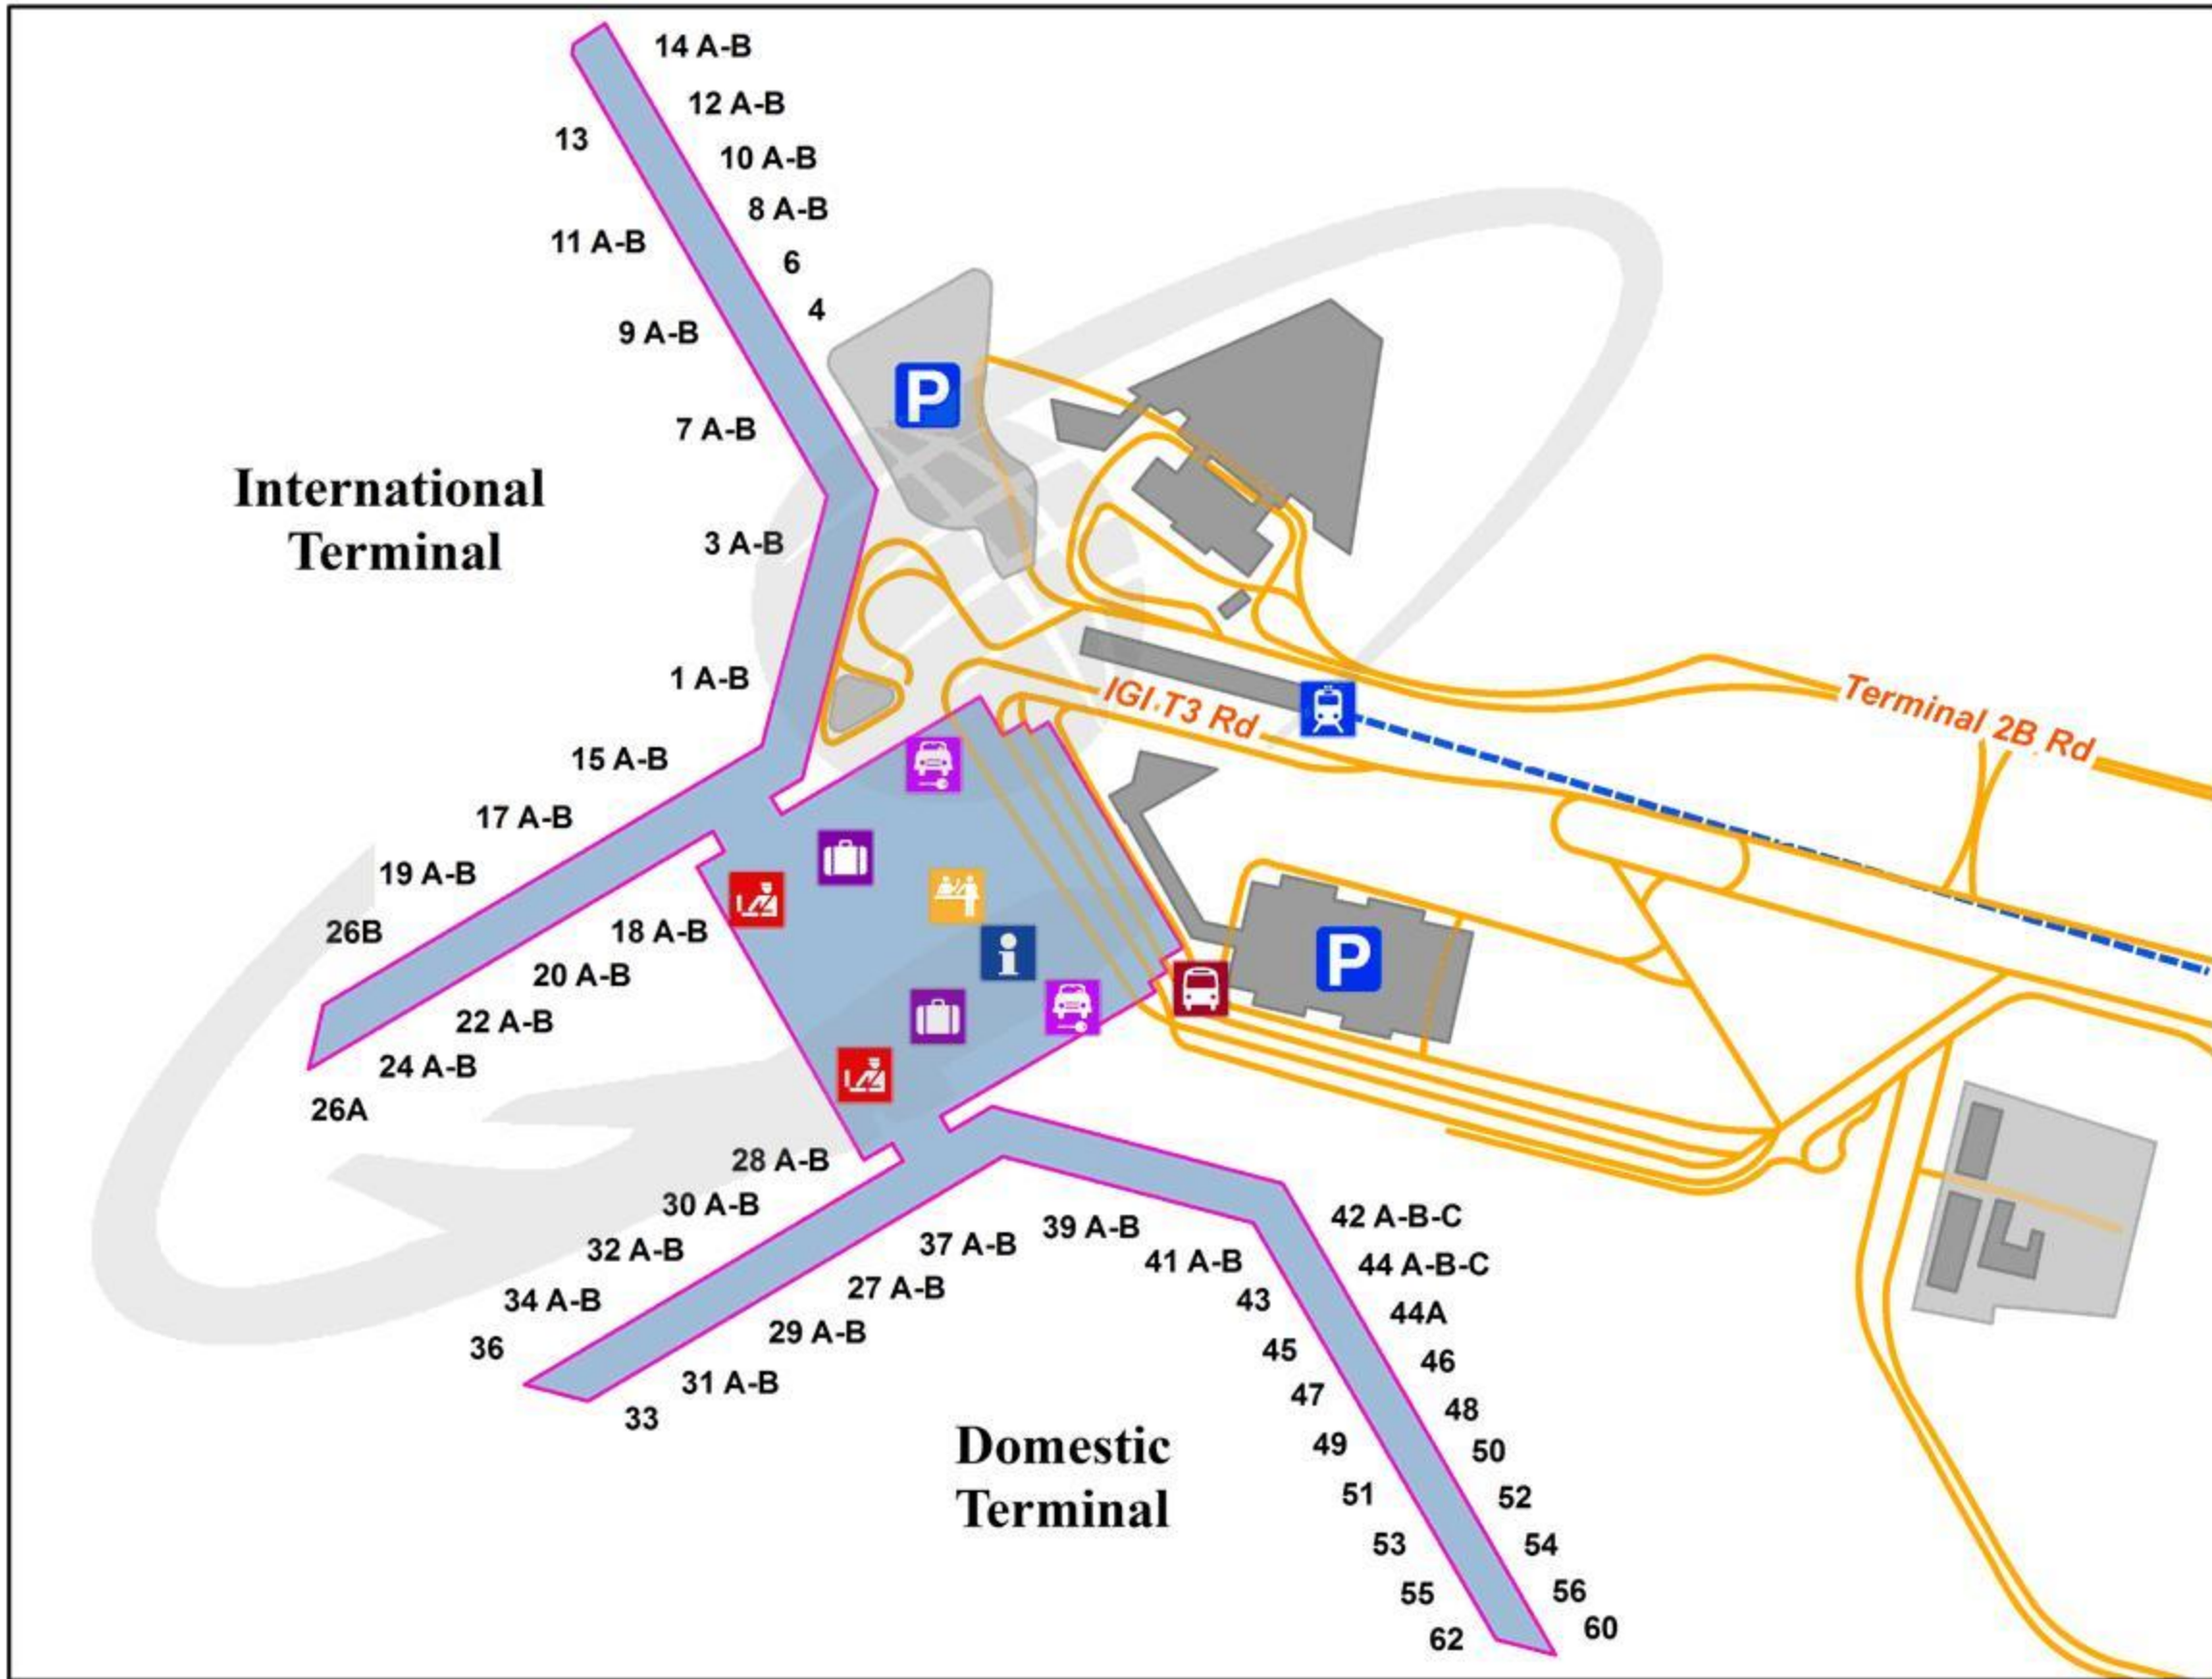 14 A-B
12 A-B
13
10 A-B
8 A-B
11 A-B
6
4
9 A-B
P
7 A-B
International
Terminal
3 A-B
1 A-B
IGI T3 Rd
Terminal 2B Rd
15 A-B
17 A-B
19 A-B
26B
18 A-B
20 A-B
22 A-B
24 A-B
26A
i
P
28 A-B
30 A-B
32 A-B
34 A-B
36
37 A-B
39 A-B
41 A-B
27 A-B
29 A-B
31 A-B
33
42 A-B-C
44 A-B-C
44A
43
45
46
47
48
49
50
51
52
53
54
55
56
62
60
Domestic
Terminal